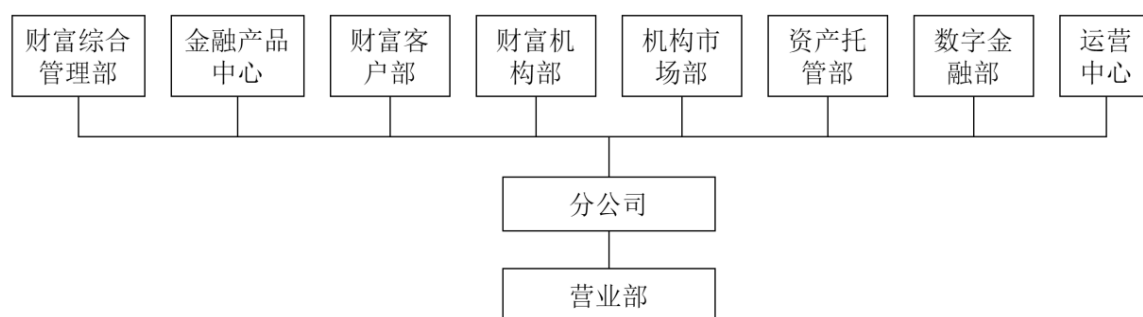 财富综合
管理部
金融产品
中心
财富客
户部
财富机
构部
机构市
场部
资产托
管部
数字金
融部
运营
中心
分公司
营业部